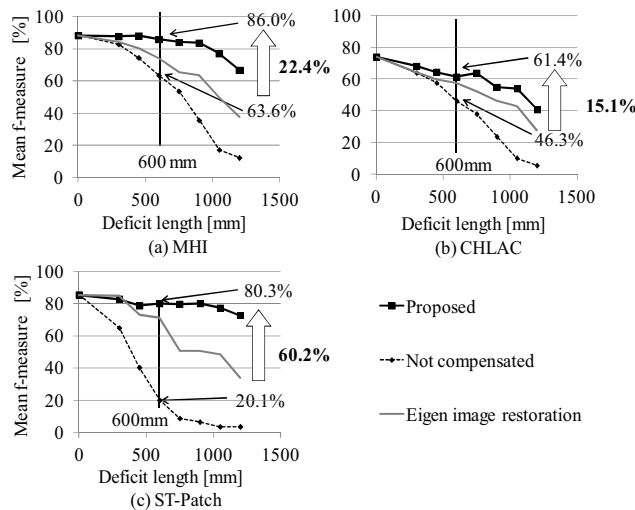 Mean f-measure [%]
100
80
60
40
20
0
0 500 1000 1500
86.0%
22.4%
63.6%
600 mm
Deficit length [mm]
(a) MHI
Mean f-measure [%]
100
80
60
40
20
0
0 500 1000 1500
61.4%
15.1%
46.3%
600mm
Deficit length [mm]
(b) CHLAC
Mean f-measure [%]
100
80
60
40
20
0
0 500 1000 1500
80.3%
60.2%
20.1%
600mm
Deficit length [mm]
(c) ST-Patch
Proposed
Not compensated
Eigen image restoration